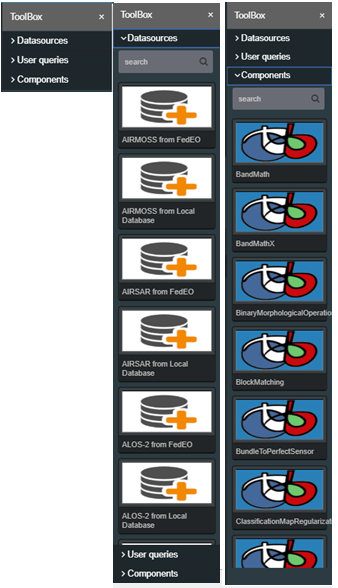 ToolBox ×
> Datasources
> User queries
> Components
ToolBox ×
Datasources
search
AIRMOSS from FedEO
AIRMOSS from Local
Database
AIRSAR from FedEO
AIRSAR from Local
Database
ALOS-2 from FedEO
ALOS-2 from Local
Database
> User queries
> Components
ToolBox ×
> Datasources
> User queries
Components
search
BandMath
BandMathX
BinaryMorphologicalOperation
BlockMatching
BundleToPerfectSensor
ClassificationMapRegularizat